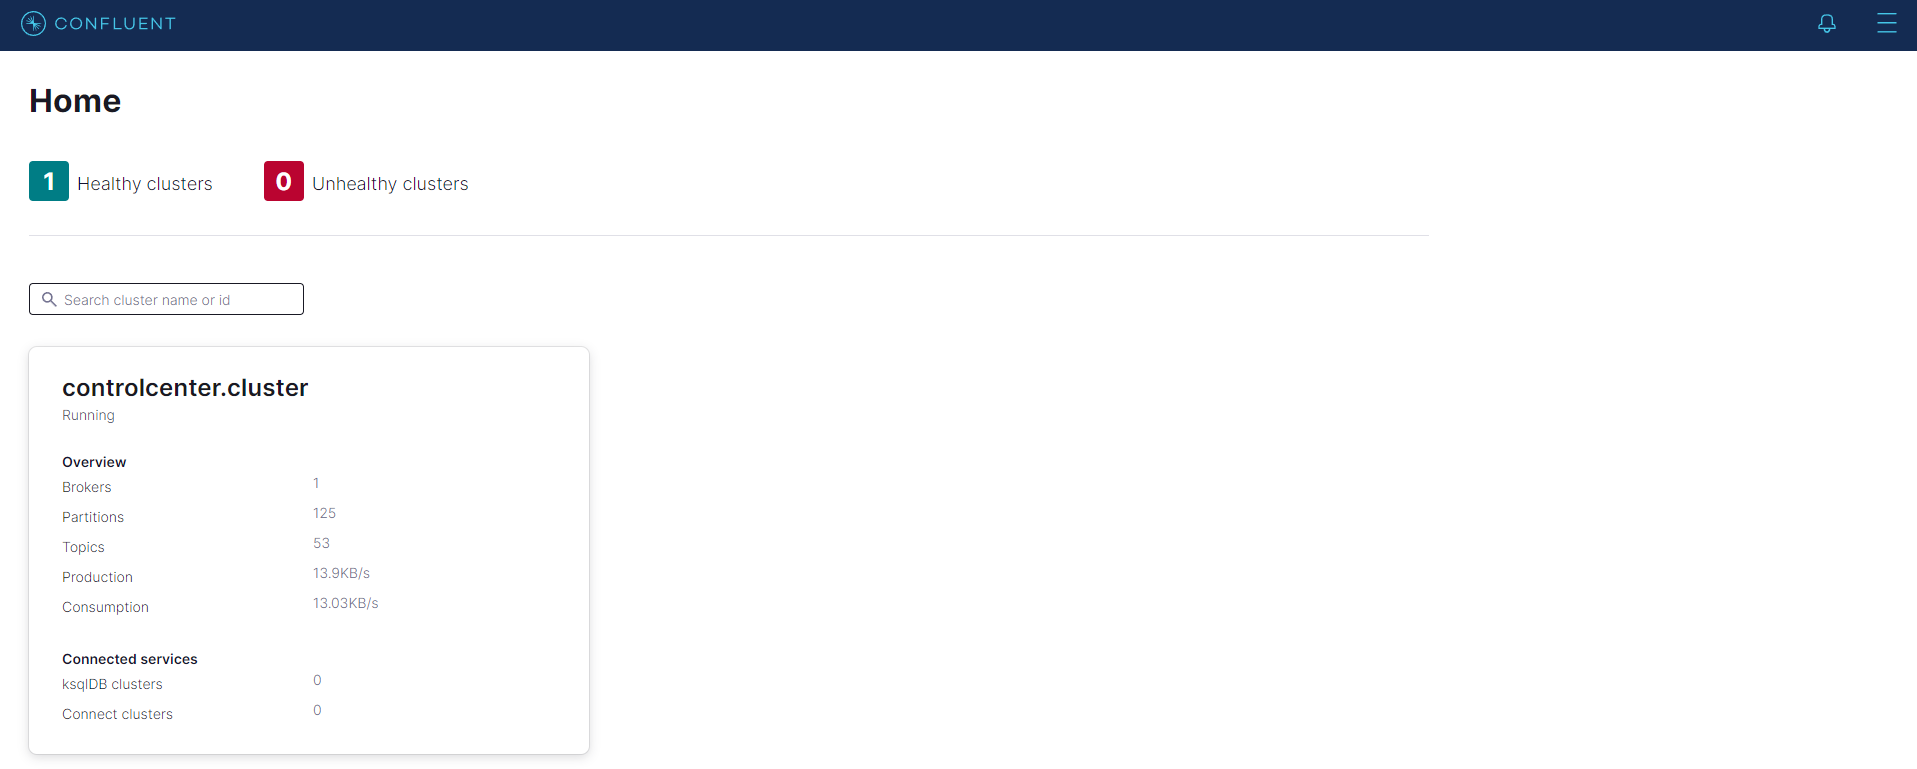 CONFLUENT
Home
1 Healthy clusters 0 Unhealthy clusters
Search cluster name or id
controlcenter.cluster
Running
Overview
Brokers 1
Partitions 125
Topics 53
Production 13.9KB/s
Consumption 13.03KB/s
Connected services
ksqlDB clusters 0
Connect clusters 0